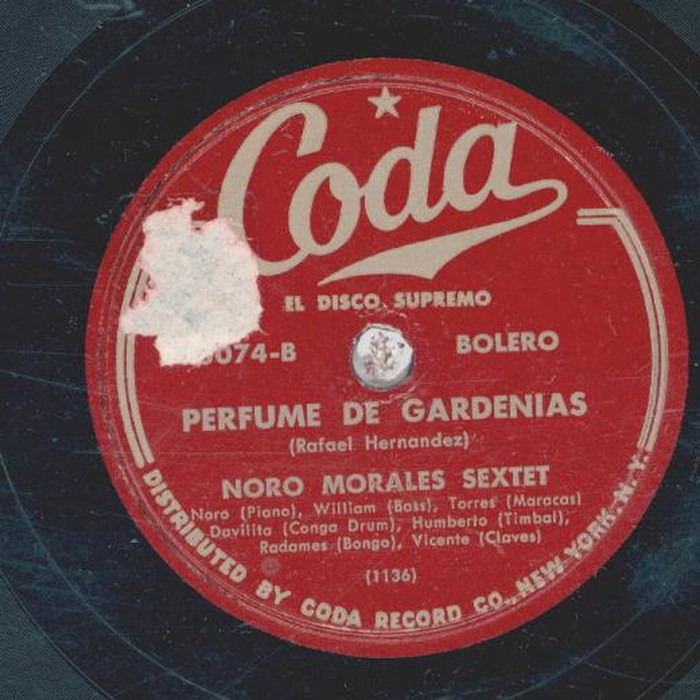 Coda
EL DISCO SUPREMO
5074-B
BOLERO
PERFUME DE GARDENIAS
(Rafael Hernandez)
NORO MORALES SEXTET
Noro (Piano), William (Bass), Torres (Maracas)
Davilita (Conga Drum), Humberto (Timbal),
Radames (Bongo), Vicente (Claves)
(1136)
DISTRIBUTED BY CODA RECORD CO., NEW YORK, N. Y.